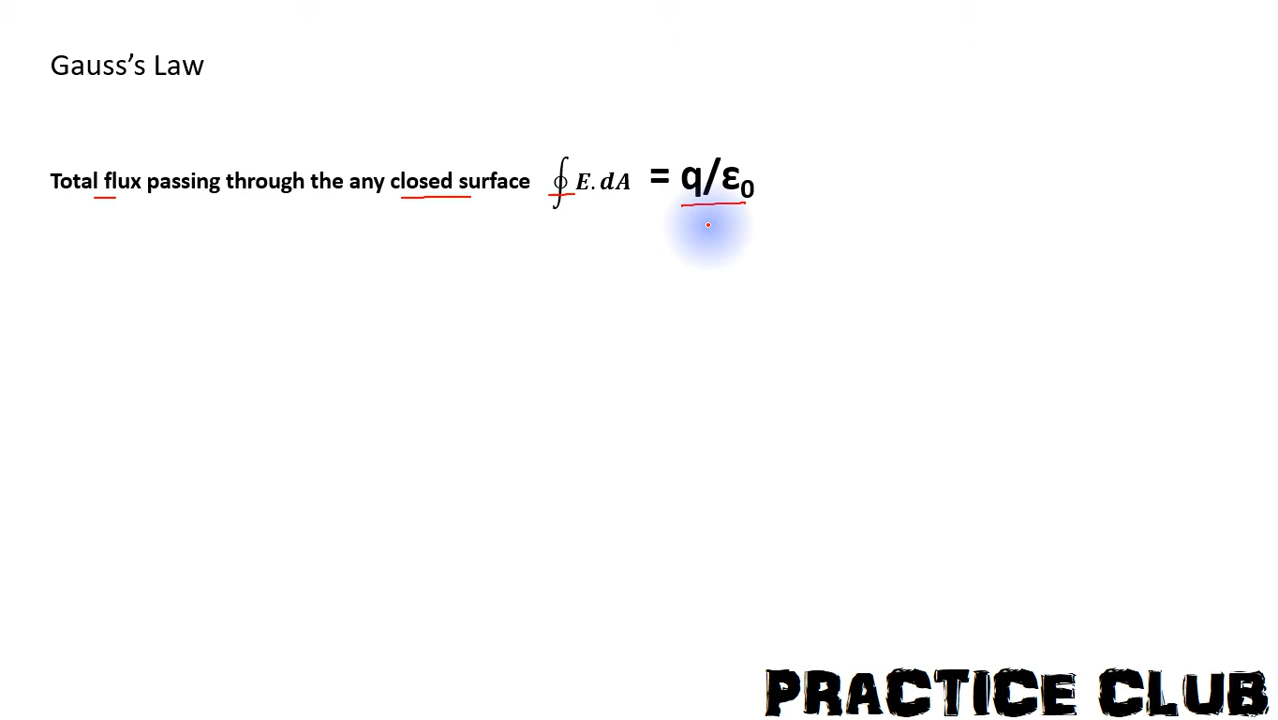 Gauss’s Law
Total flux passing through the any closed surface ∮ E. dA = q/ε₀
PRACTICE CLUB